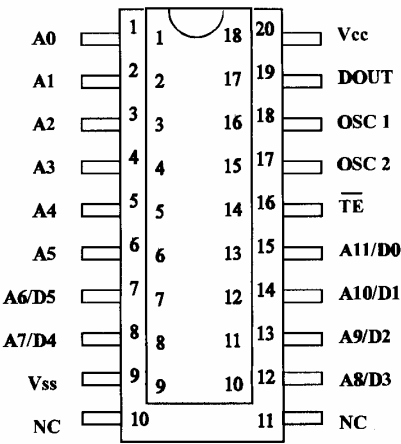 A0 1 1 18 20 Vcc
A1 2 2 17 19 DOUT
A2 3 3 16 18 OSC 1
A3 4 4 15 17 OSC 2
A4 5 5 14 16 T̅E̅
A5 6 6 13 15 A11/D0
A6/D5 7 7 12 14 A10/D1
A7/D4 8 8 11 13 A9/D2
Vss 9 9 10 12 A8/D3
NC 10 11 NC